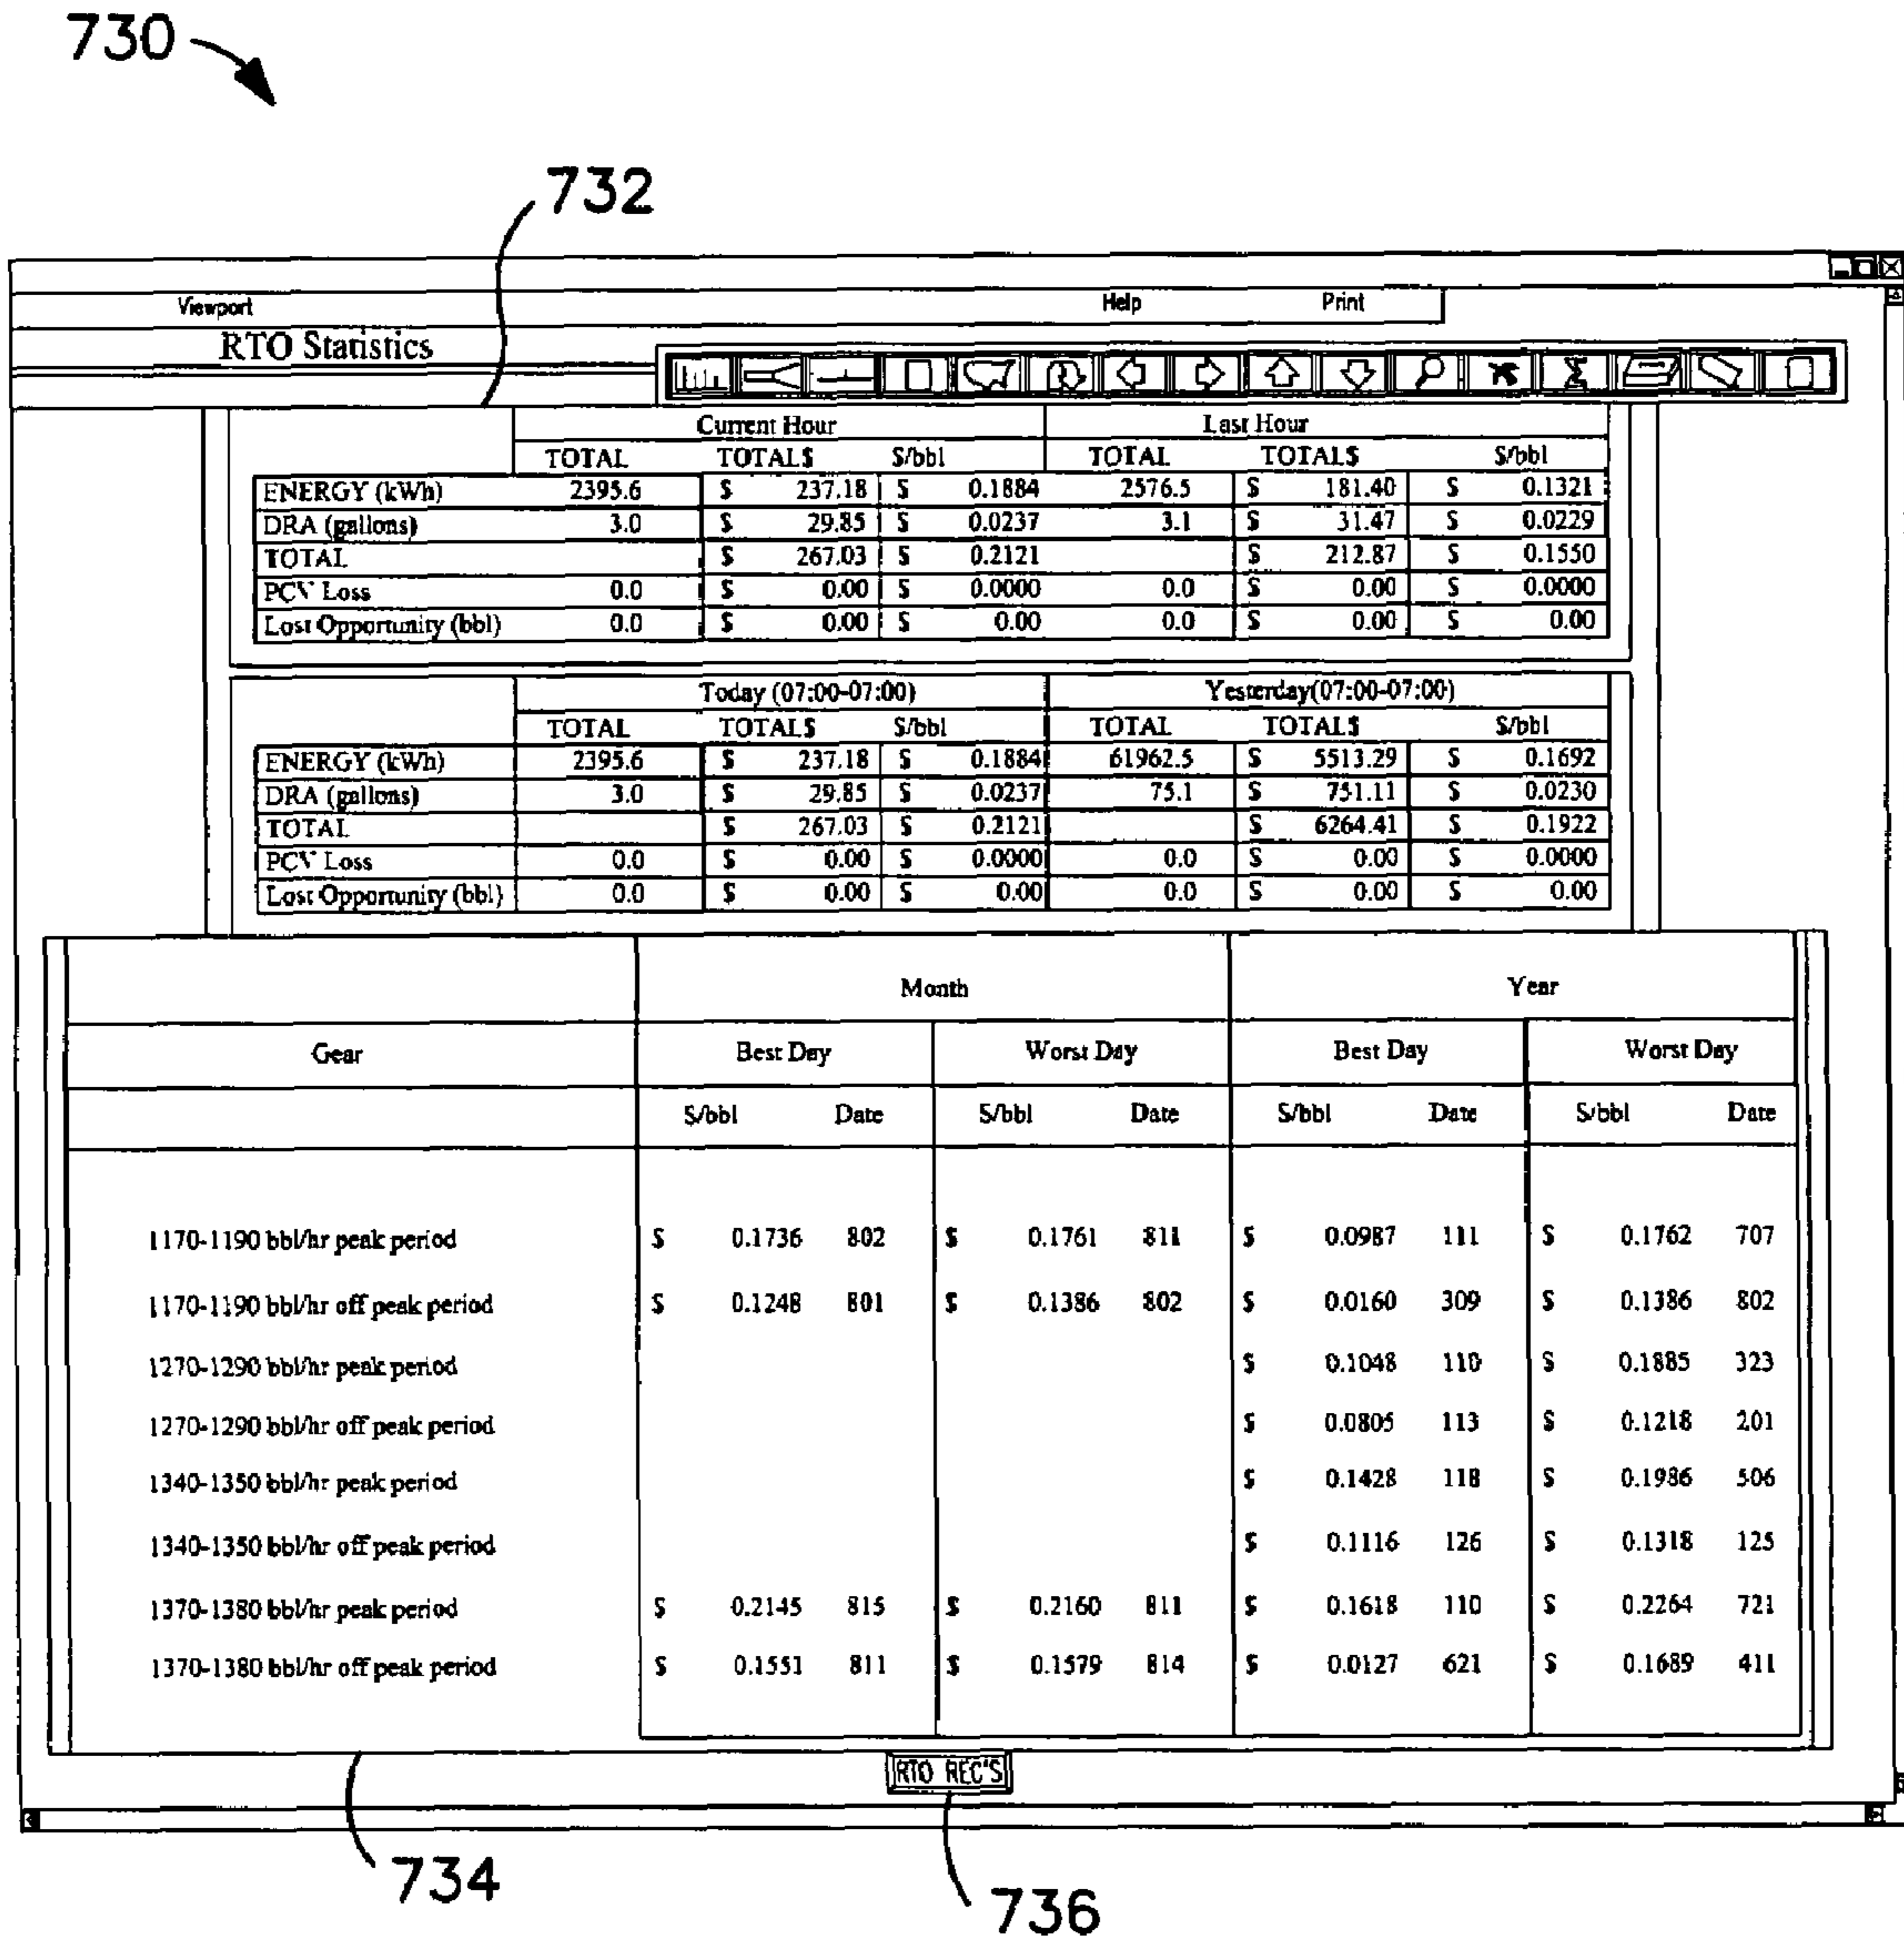 730
732
Viewport Help Print
RTO Statistics
Current Hour Last Hour
TOTAL TOTAL$ $/bbl TOTAL TOTAL$ $/bbl
ENERGY (kWh) 2395.6 $ 237.18 $ 0.1884 2576.5 $ 181.40 $ 0.1321
DRA (gallons) 3.0 $ 29.85 $ 0.0237 3.1 $ 31.47 $ 0.0229
TOTAL $ 267.03 $ 0.2121 $ 212.87 $ 0.1550
PCV Loss 0.0 $ 0.00 $ 0.0000 0.0 $ 0.00 $ 0.0000
Lost Opportunity (bbl) 0.0 $ 0.00 $ 0.00 0.0 $ 0.00 $ 0.00
Today (07:00-07:00) Yesterday(07:00-07:00)
TOTAL TOTAL$ $/bbl TOTAL TOTAL$ $/bbl
ENERGY (kWh) 2395.6 $ 237.18 $ 0.1884 61962.5 $ 5513.29 $ 0.1692
DRA (gallons) 3.0 $ 29.85 $ 0.0237 75.1 $ 751.11 $ 0.0230
TOTAL $ 267.03 $ 0.2121 $ 6264.41 $ 0.1922
PCV Loss 0.0 $ 0.00 $ 0.0000 0.0 $ 0.00 $ 0.0000
Lost Opportunity (bbl) 0.0 $ 0.00 $ 0.00 0.0 $ 0.00 $ 0.00
Month Year
Gear Best Day Worst Day Best Day Worst Day
$/bbl Date $/bbl Date $/bbl Date $/bbl Date
1170-1190 bbl/hr peak period $ 0.1736 802 $ 0.1761 811 $ 0.0987 111 $ 0.1762 707
1170-1190 bbl/hr off peak period $ 0.1248 801 $ 0.1386 802 $ 0.0160 309 $ 0.1386 802
1270-1290 bbl/hr peak period $ 0.1048 110 $ 0.1885 323
1270-1290 bbl/hr off peak period $ 0.0805 113 $ 0.1218 201
1340-1350 bbl/hr peak period $ 0.1428 118 $ 0.1986 506
1340-1350 bbl/hr off peak period $ 0.1116 126 $ 0.1318 125
1370-1380 bbl/hr peak period $ 0.2145 815 $ 0.2160 811 $ 0.1618 110 $ 0.2264 721
1370-1380 bbl/hr off peak period $ 0.1551 811 $ 0.1579 814 $ 0.0127 621 $ 0.1689 411
RTO REC'S
734
736